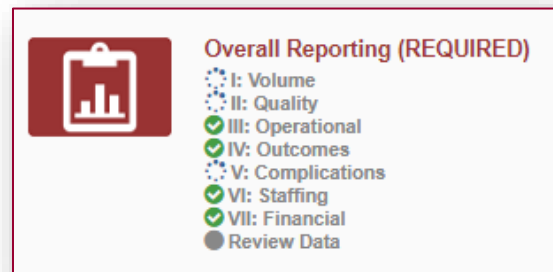 Overall Reporting (REQUIRED)
I: Volume
II: Quality
III: Operational
IV: Outcomes
V: Complications
VI: Staffing
VII: Financial
Review Data